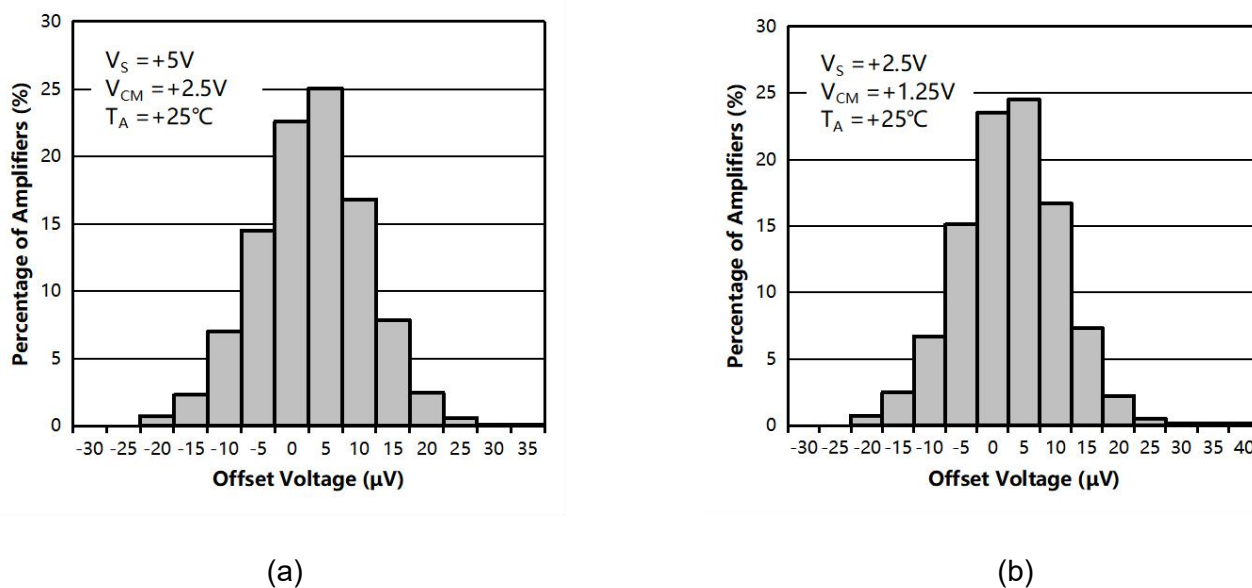 30
25
20
15
10
5
0
Percentage of Amplifiers (%)
V_S =+5V
V_CM =+2.5V
T_A =+25℃
-30 -25 -20 -15 -10 -5 0 5 10 15 20 25 30 35
Offset Voltage (μV)
(a)
30
25
20
15
10
5
0
Percentage of Amplifiers (%)
V_S =+2.5V
V_CM =+1.25V
T_A =+25℃
-30 -25 -20 -15 -10 -5 0 5 10 15 20 25 30 35 40
Offset Voltage (μV)
(b)